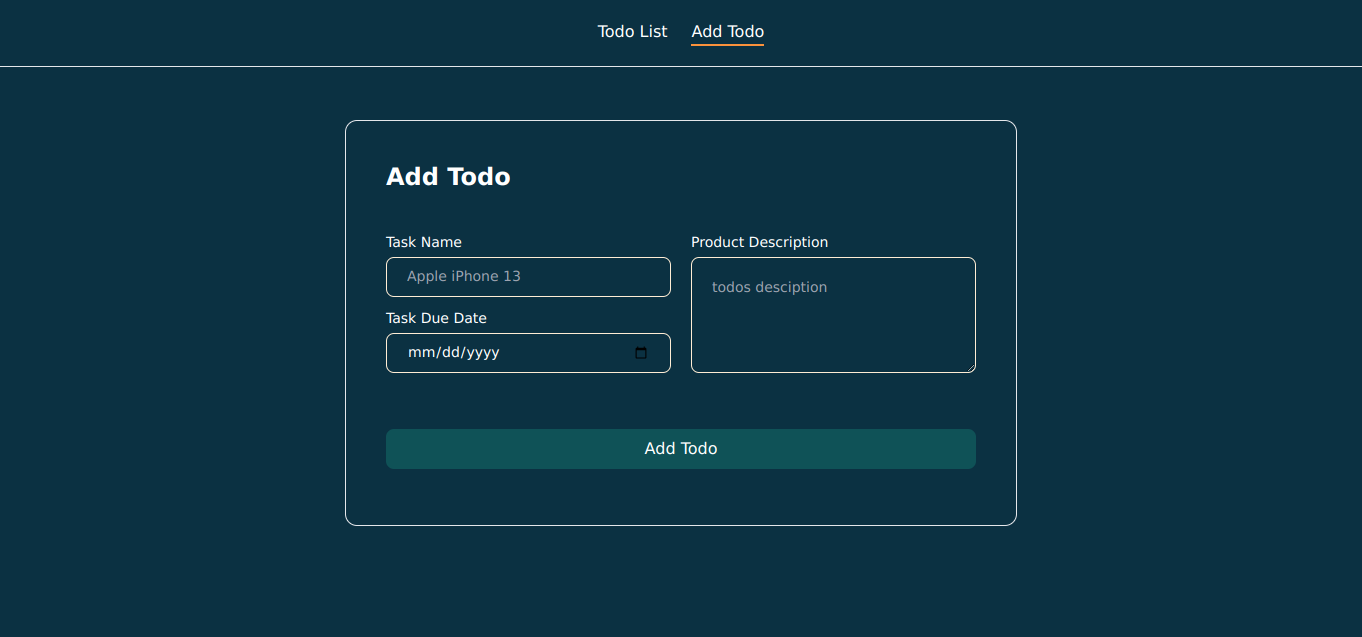 Todo List Add Todo
Add Todo
Task Name
Apple iPhone 13
Task Due Date
mm/dd/yyyy
Product Description
todos desciption
Add Todo